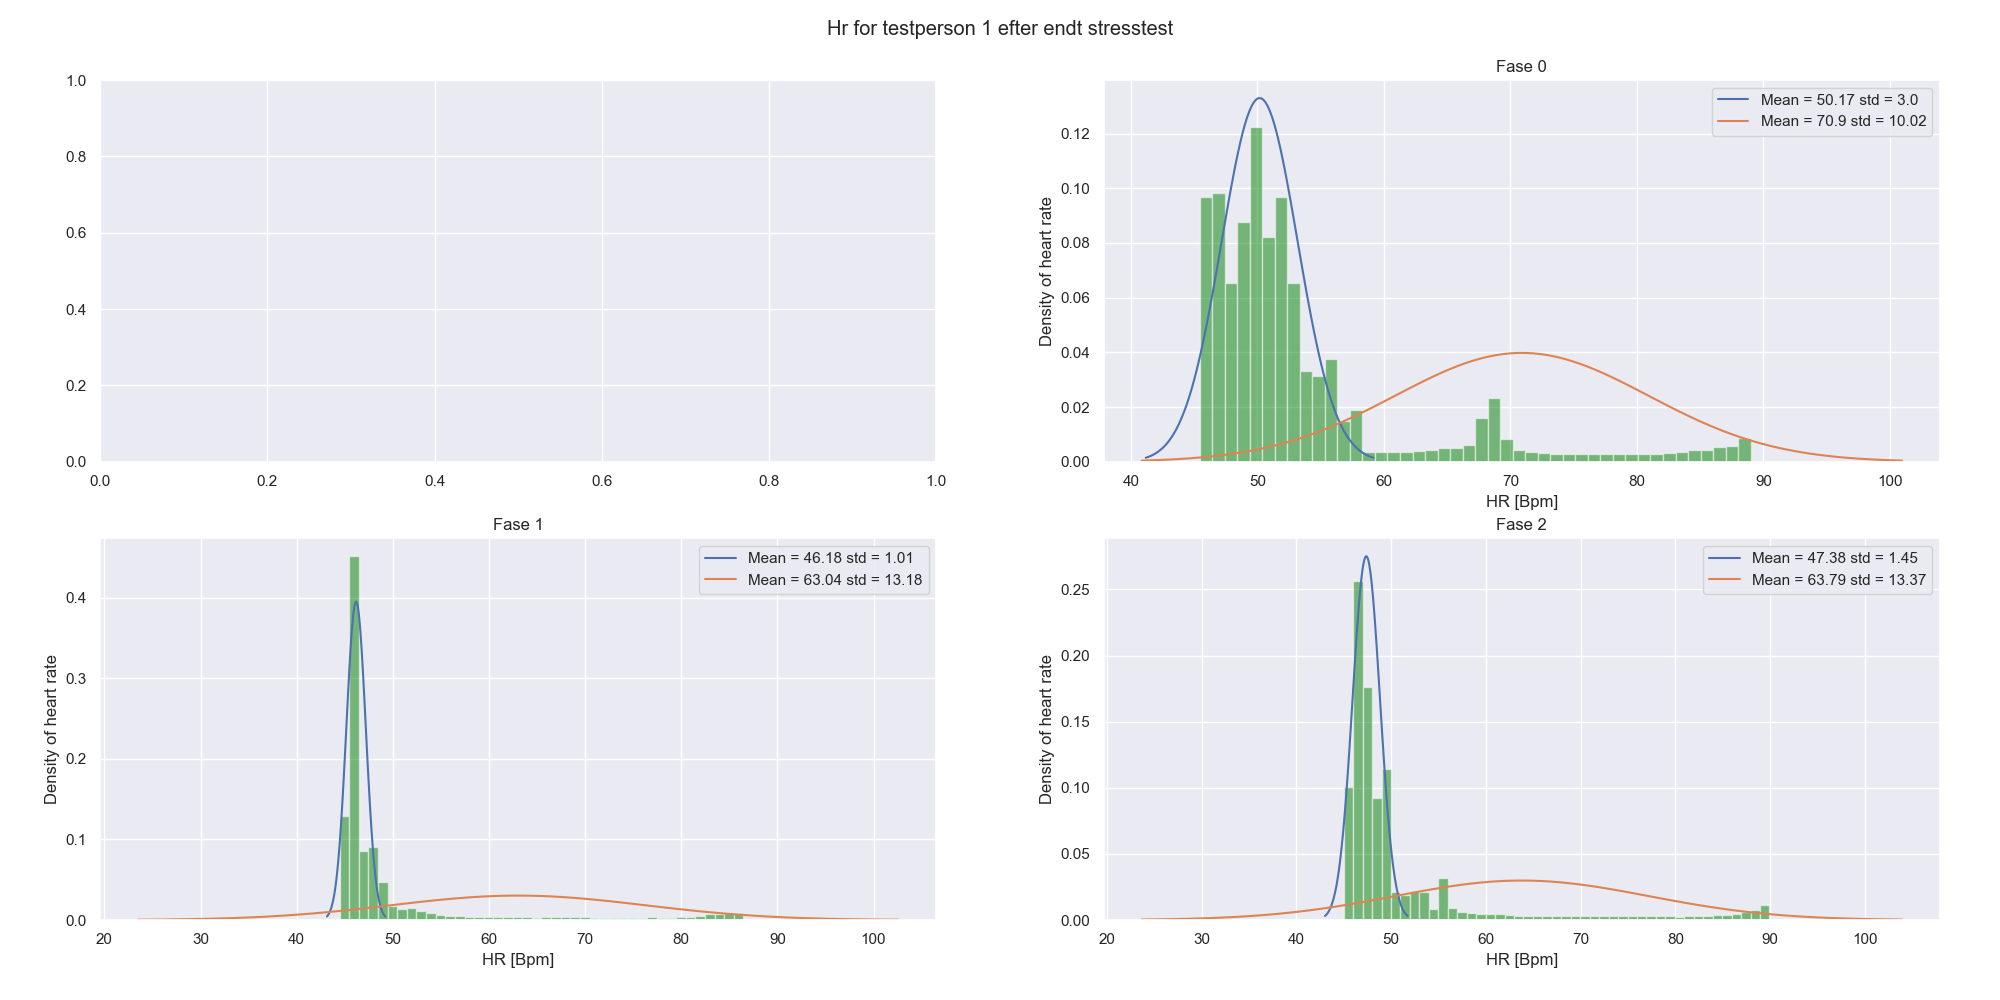 Hr for testperson 1 efter endt stresstest
1.0
0.8
0.6
0.4
0.2
0.0
0.0 0.2 0.4 0.6 0.8 1.0
Fase 0
Mean = 50.17 std = 3.0
Mean = 70.9 std = 10.02
Density of heart rate
0.12
0.10
0.08
0.06
0.04
0.02
0.00
40 50 60 70 80 90 100
HR [Bpm]
Fase 1
Mean = 46.18 std = 1.01
Mean = 63.04 std = 13.18
Density of heart rate
0.4
0.3
0.2
0.1
0.0
20 30 40 50 60 70 80 90 100
HR [Bpm]
Fase 2
Mean = 47.38 std = 1.45
Mean = 63.79 std = 13.37
Density of heart rate
0.25
0.20
0.15
0.10
0.05
0.00
20 30 40 50 60 70 80 90 100
HR [Bpm]